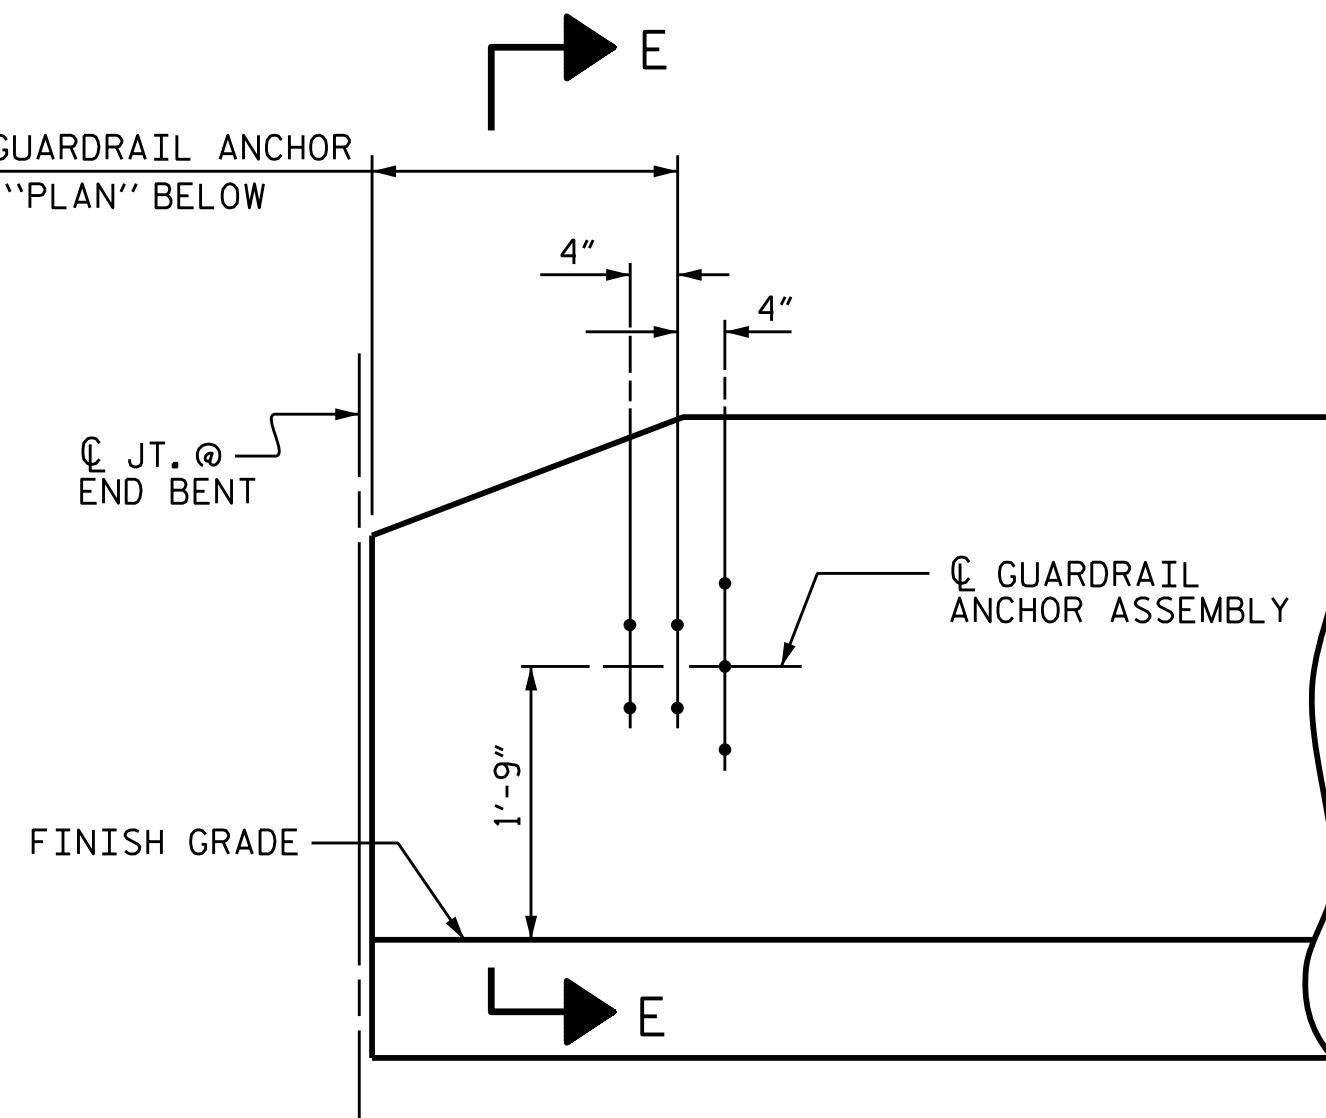 E
GUARDRAIL ANCHOR
"PLAN" BELOW
4"
4"
℄ JT. @
END BENT
℄ GUARDRAIL
ANCHOR ASSEMBLY
1'-9"
FINISH GRADE
E